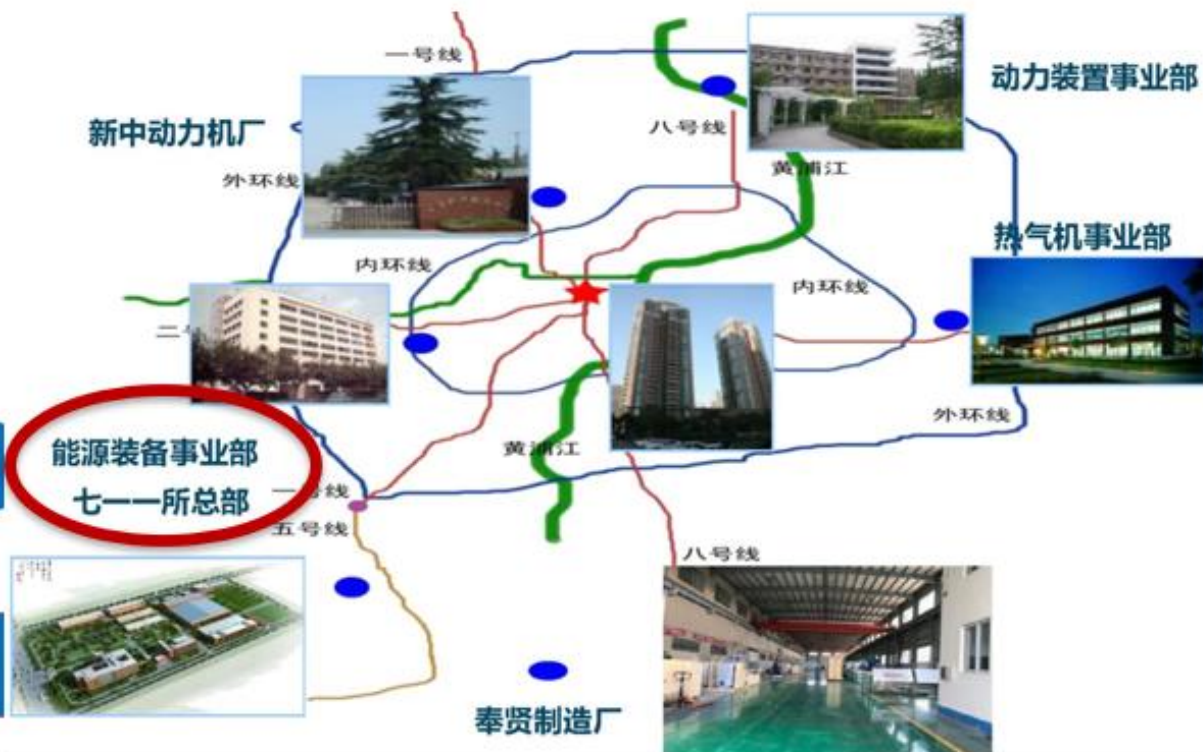 一号线
动力装置事业部
新中动力机厂
八号线
黄浦江
外环线
热气机事业部
内环线
内环线
外环线
能源装备事业部
黄浦江
七一一所总部
一号线
五号线
八号线
奉贤制造厂